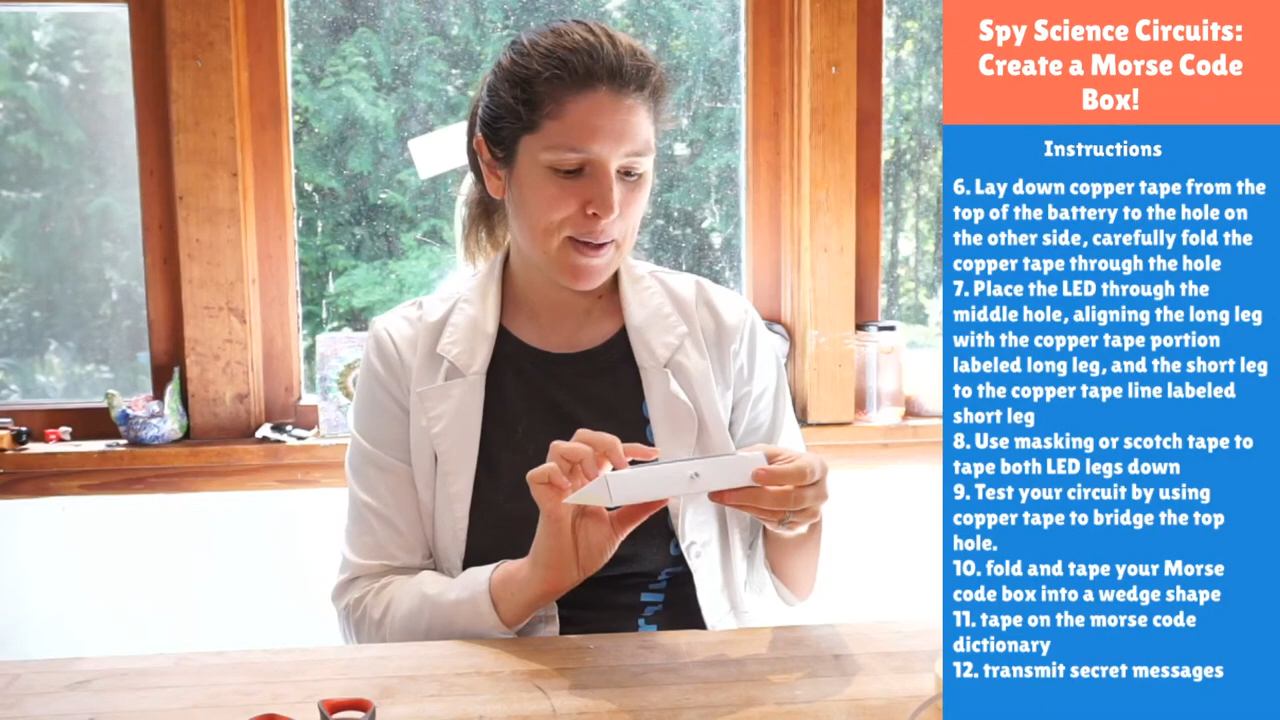 Spy Science Circuits:
Create a Morse Code
Box!
Instructions
6. Lay down copper tape from the
top of the battery to the hole on
the other side, carefully fold the
copper tape through the hole
7. Place the LED through the
middle hole, aligning the long leg
with the copper tape portion
labeled long leg, and the short leg
to the copper tape line labeled
short leg
8. Use masking or scotch tape to
tape both LED legs down
9. Test your circuit by using
copper tape to bridge the top
hole.
10. fold and tape your Morse
code box into a wedge shape
11. tape on the morse code
dictionary
12. transmit secret messages